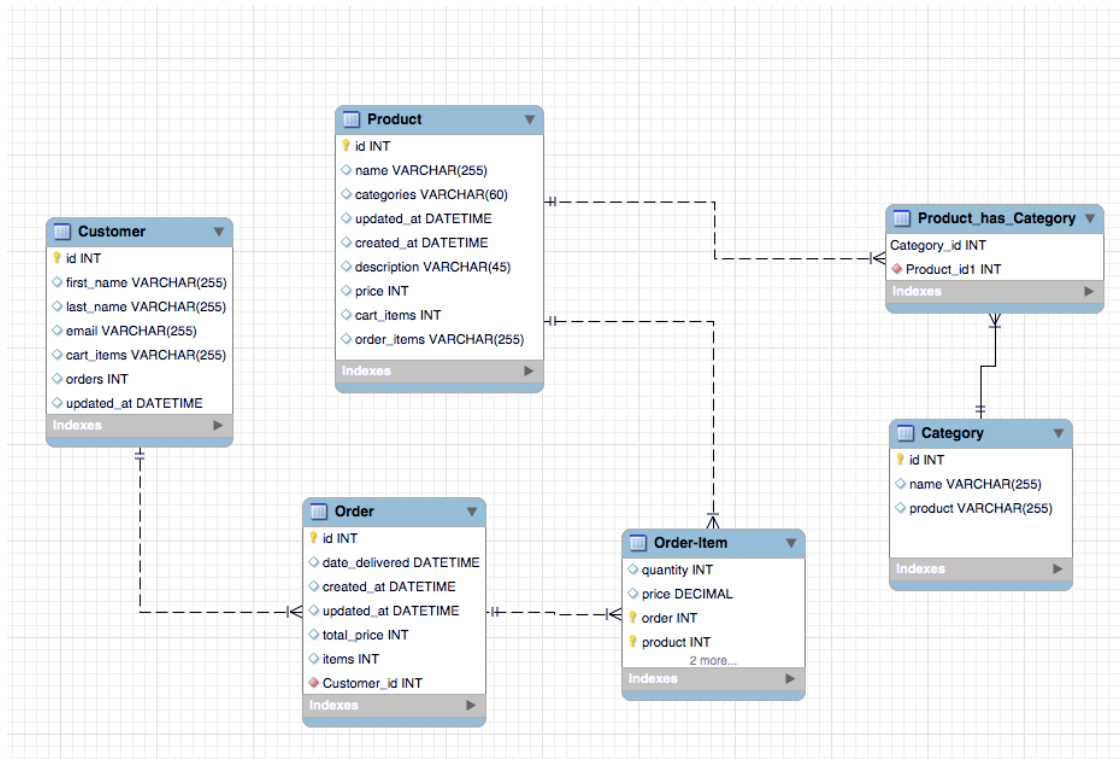 Product
id INT
name VARCHAR(255)
categories VARCHAR(60)
updated_at DATETIME
created_at DATETIME
description VARCHAR(45)
price INT
cart_items INT
order_items VARCHAR(255)
Indexes
Customer
id INT
first_name VARCHAR(255)
last_name VARCHAR(255)
email VARCHAR(255)
cart_items VARCHAR(255)
orders INT
updated_at DATETIME
Indexes
Product_has_Category
Category_id INT
Product_id1 INT
Indexes
Category
id INT
name VARCHAR(255)
product VARCHAR(255)
Indexes
Order
id INT
date_delivered DATETIME
created_at DATETIME
updated_at DATETIME
total_price INT
items INT
Customer_id INT
Indexes
Order-Item
quantity INT
price DECIMAL
order INT
product INT
2 more...
Indexes